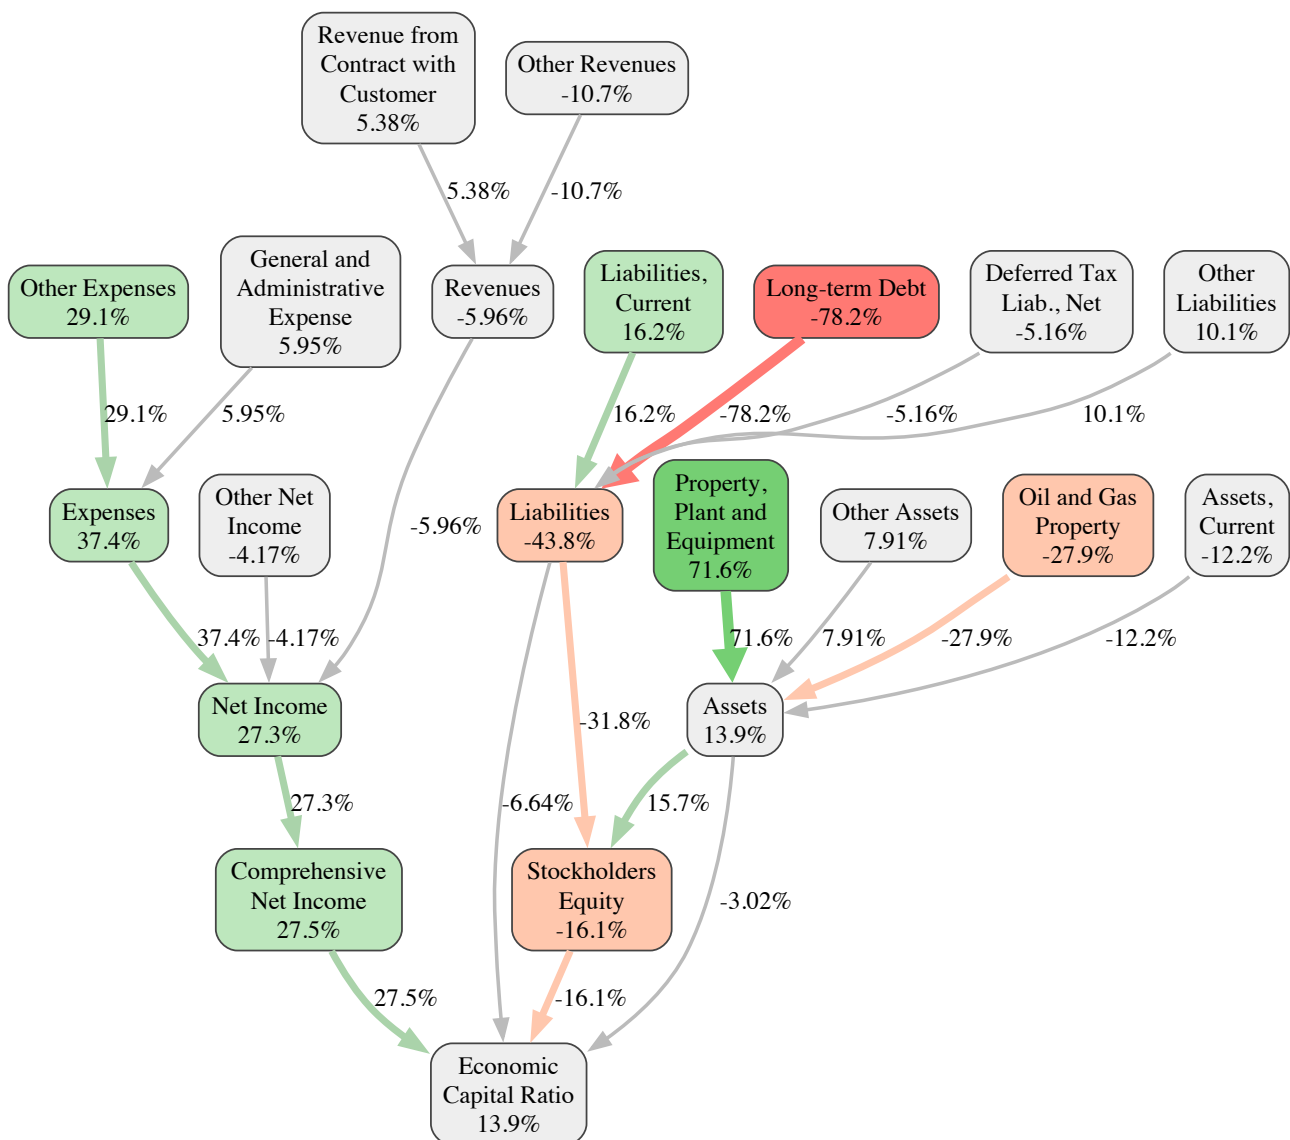 Revenue from
Contract with
Customer
5.38%
Other Revenues
-10.7%
5.38%
-10.7%
Other Expenses
29.1%
General and
Administrative
Expense
5.95%
Revenues
-5.96%
Liabilities,
Current
16.2%
Long-term Debt
-78.2%
Deferred Tax
Liab., Net
-5.16%
Other
Liabilities
10.1%
29.1%
5.95%
16.2%
-78.2%
-5.16%
10.1%
Expenses
37.4%
Other Net
Income
-4.17%
-5.96%
Liabilities
-43.8%
Property,
Plant and
Equipment
71.6%
Other Assets
7.91%
Oil and Gas
Property
-27.9%
Assets,
Current
-12.2%
37.4%
-4.17%
71.6%
7.91%
-27.9%
-12.2%
Net Income
27.3%
-31.8%
Assets
13.9%
27.3%
-6.64%
15.7%
Comprehensive
Net Income
27.5%
Stockholders
Equity
-16.1%
-3.02%
27.5%
-16.1%
Economic
Capital Ratio
13.9%